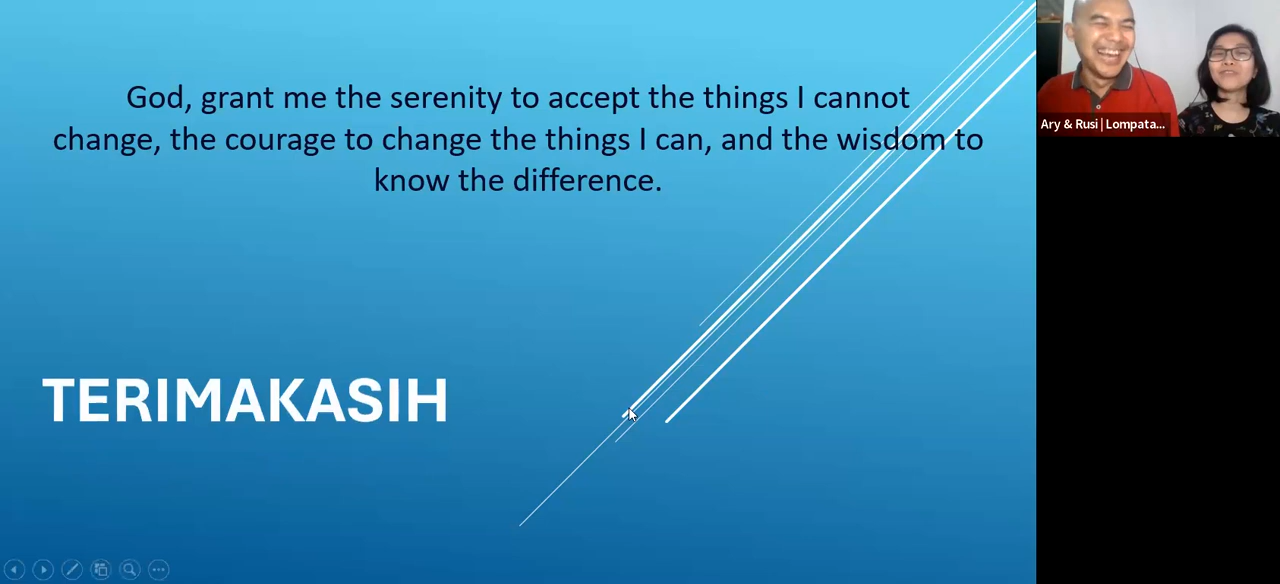 God, grant me the serenity to accept the things I cannot
change, the courage to change the things I can, and the wisdom to
know the difference.
TERIMAKASIH
Ary & Rusi | Lompata...